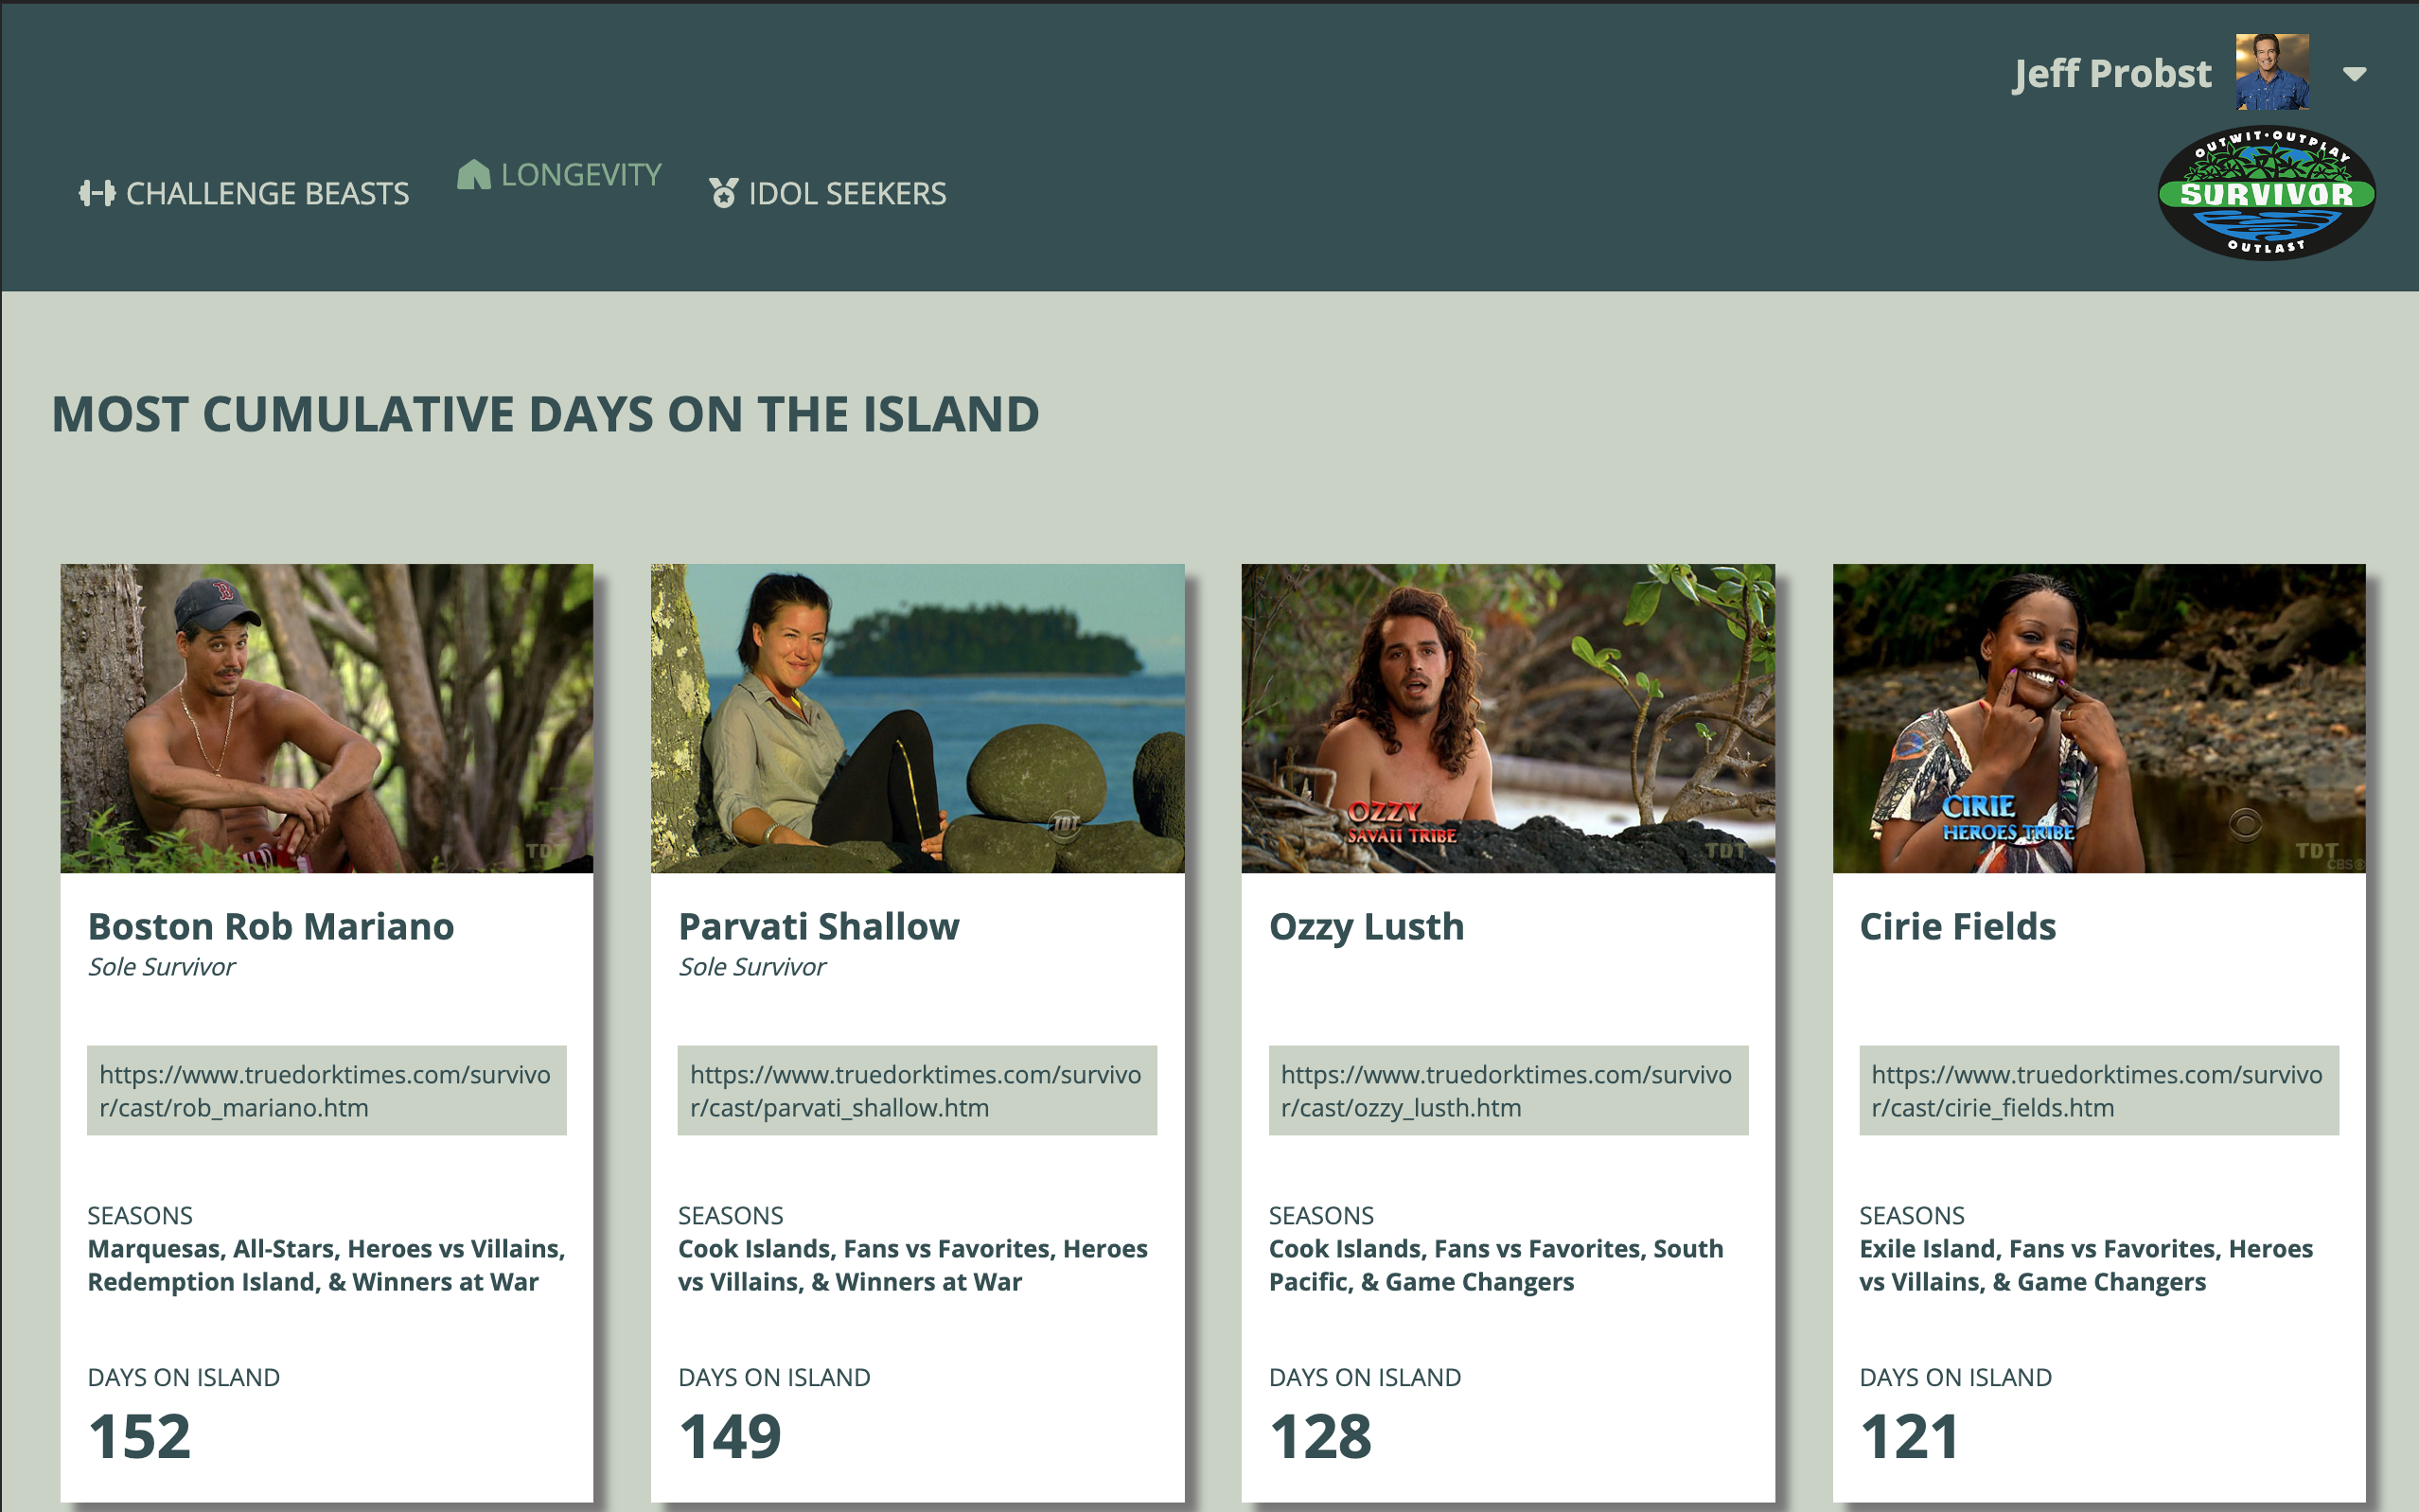 Jeff Probst
OUTWIT·OUTPLAY
SURVIVOR
OUTLAST
CHALLENGE BEASTS
LONGEVITY
IDOL SEEKERS
MOST CUMULATIVE DAYS ON THE ISLAND
B
TDT
Boston Rob Mariano
Sole Survivor
https://www.truedorktimes.com/survivo
r/cast/rob_mariano.htm
SEASONS
Marquesas, All-Stars, Heroes vs Villains,
Redemption Island, & Winners at War
DAYS ON ISLAND
152
TDT
Parvati Shallow
Sole Survivor
https://www.truedorktimes.com/survivo
r/cast/parvati_shallow.htm
SEASONS
Cook Islands, Fans vs Favorites, Heroes
vs Villains, & Winners at War
DAYS ON ISLAND
149
OZZY
SAVAII TRIBE
TDT
Ozzy Lusth
https://www.truedorktimes.com/survivo
r/cast/ozzy_lusth.htm
SEASONS
Cook Islands, Fans vs Favorites, South
Pacific, & Game Changers
DAYS ON ISLAND
128
CIRIE
HEROES TRIBE
TDT
CBS
Cirie Fields
https://www.truedorktimes.com/survivo
r/cast/cirie_fields.htm
SEASONS
Exile Island, Fans vs Favorites, Heroes
vs Villains, & Game Changers
DAYS ON ISLAND
121